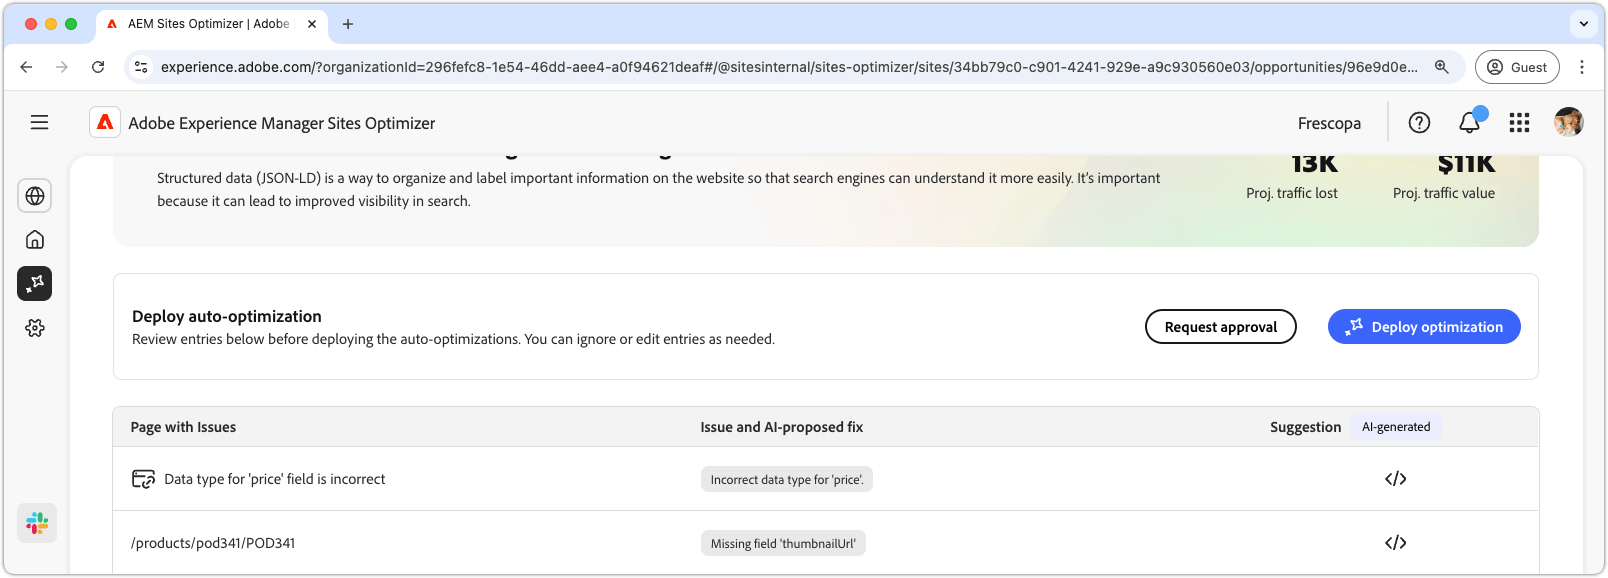 AEM Sites Optimizer | Adobe
experience.adobe.com/?organizationId=296fefc8-1e54-46dd-aee4-a0f94621deaf#/@sitesinternal/sites-optimizer/sites/34bb79c0-c901-4241-929e-a9c930560e03/opportunities/96e9d0e...
Guest
Adobe Experience Manager Sites Optimizer
Frescopa
13K
$11K
Structured data (JSON-LD) is a way to organize and label important information on the website so that search engines can understand it more easily. It's important
because it can lead to improved visibility in search.
Proj. traffic lost
Proj. traffic value
Deploy auto-optimization
Review entries below before deploying the auto-optimizations. You can ignore or edit entries as needed.
Request approval
Deploy optimization
Page with Issues
Issue and AI-proposed fix
Suggestion
AI-generated
Data type for 'price' field is incorrect
Incorrect data type for 'price'.
</>
/products/pod341/POD341
Missing field 'thumbnailUrl'
</>